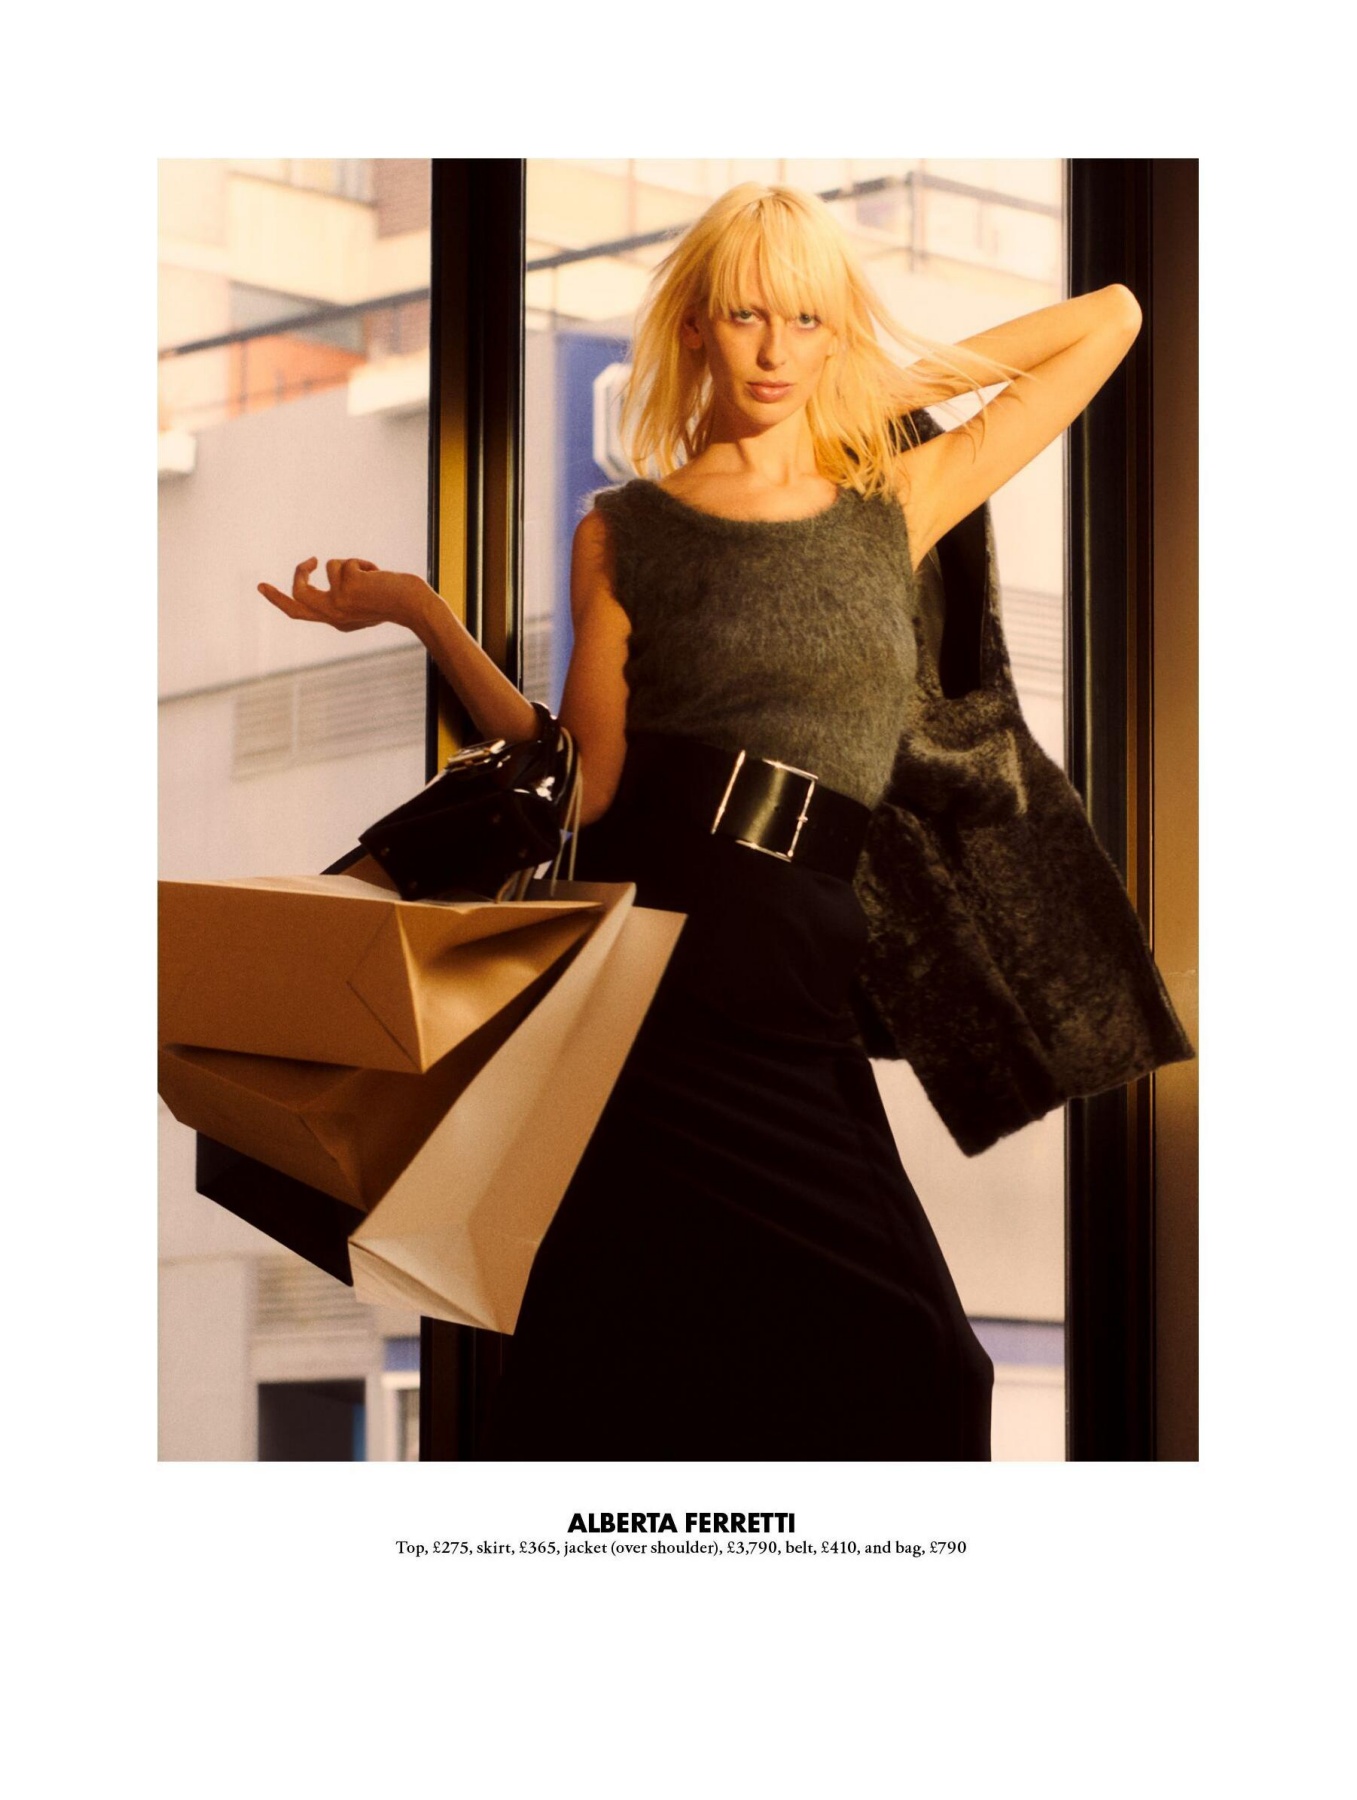 ALBERTA FERRETTI
Top, £275, skirt, £365, jacket (over shoulder), £3,790, belt, £410, and bag, £790